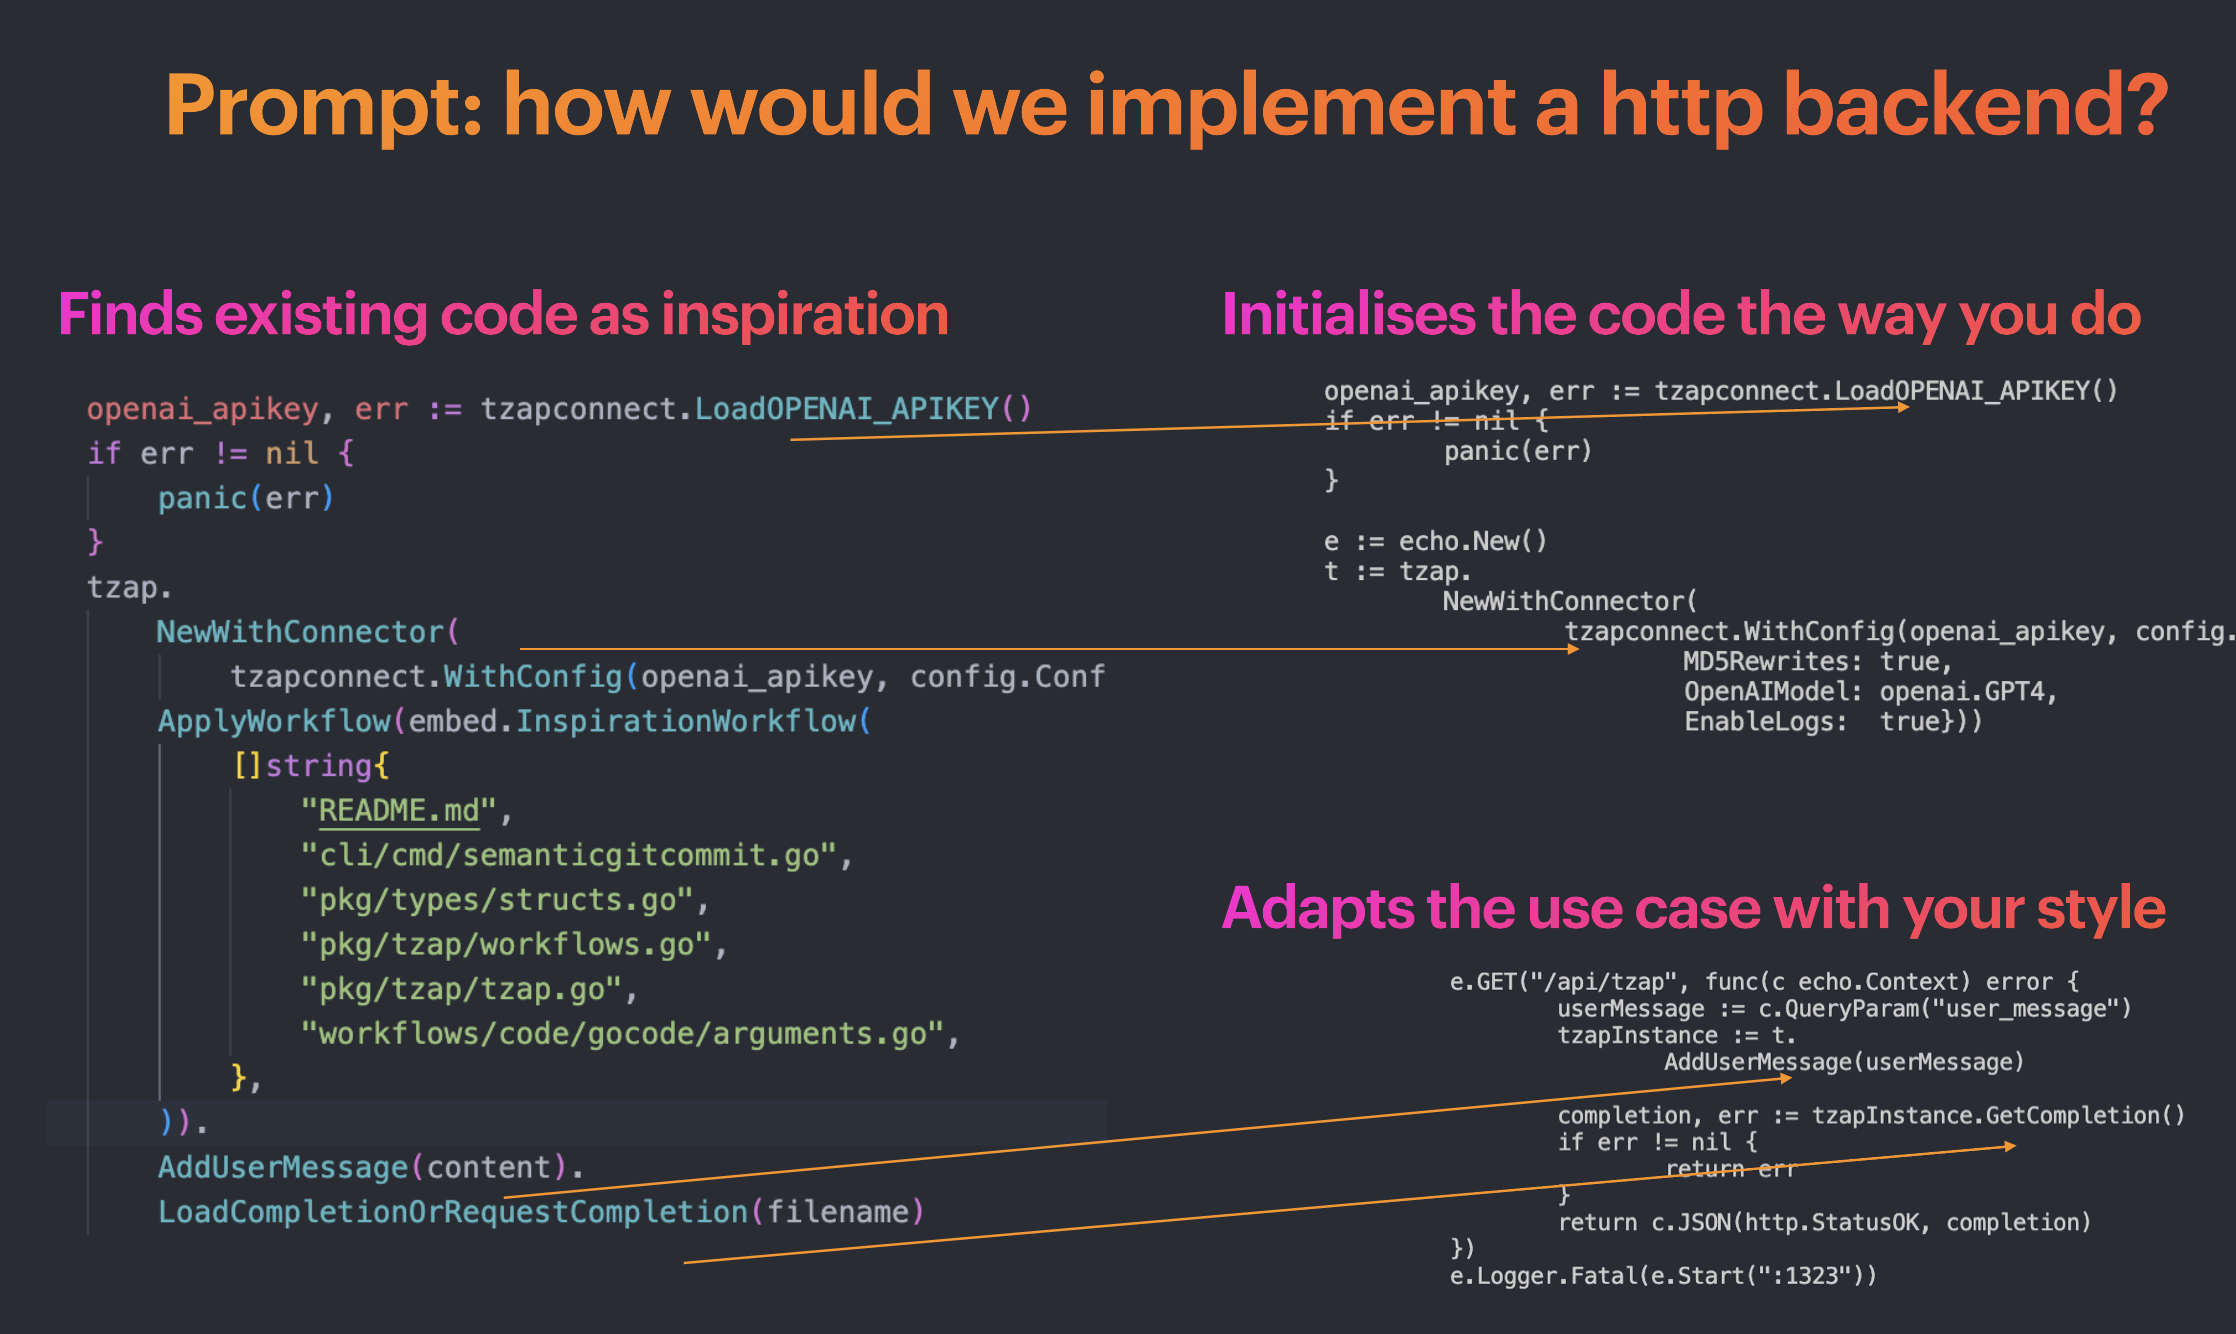 Prompt: how would we implement a http backend?
Finds existing code as inspiration
openai_apikey, err := tzapconnect.LoadOPENAI_APIKEY()
if err != nil {
panic(err)
}
tzap.
NewWithConnector(
tzapconnect.WithConfig(openai_apikey, config.Conf
ApplyWorkflow(embed.InspirationWorkflow(
[]string{
"README.md",
"cli/cmd/semanticgitcommit.go",
"pkg/types/structs.go",
"pkg/tzap/workflows.go",
"pkg/tzap/tzap.go",
"workflows/code/gocode/arguments.go",
},
)).
AddUserMessage(content).
LoadCompletionOrRequestCompletion(filename)
Initialises the code the way you do
openai_apikey, err := tzapconnect.LoadOPENAI_APIKEY()
if err != nil {
panic(err)
}
e := echo.New()
t := tzap.
NewWithConnector(
tzapconnect.WithConfig(openai_apikey, config.
MD5Rewrites: true,
OpenAIModel: openai.GPT4,
EnableLogs:  true}))
Adapts the use case with your style
e.GET("/api/tzap", func(c echo.Context) error {
userMessage := c.QueryParam("user_message")
tzapInstance := t.
AddUserMessage(userMessage)
completion, err := tzapInstance.GetCompletion()
if err != nil {
return err
}
return c.JSON(http.StatusOK, completion)
})
e.Logger.Fatal(e.Start(":1323"))